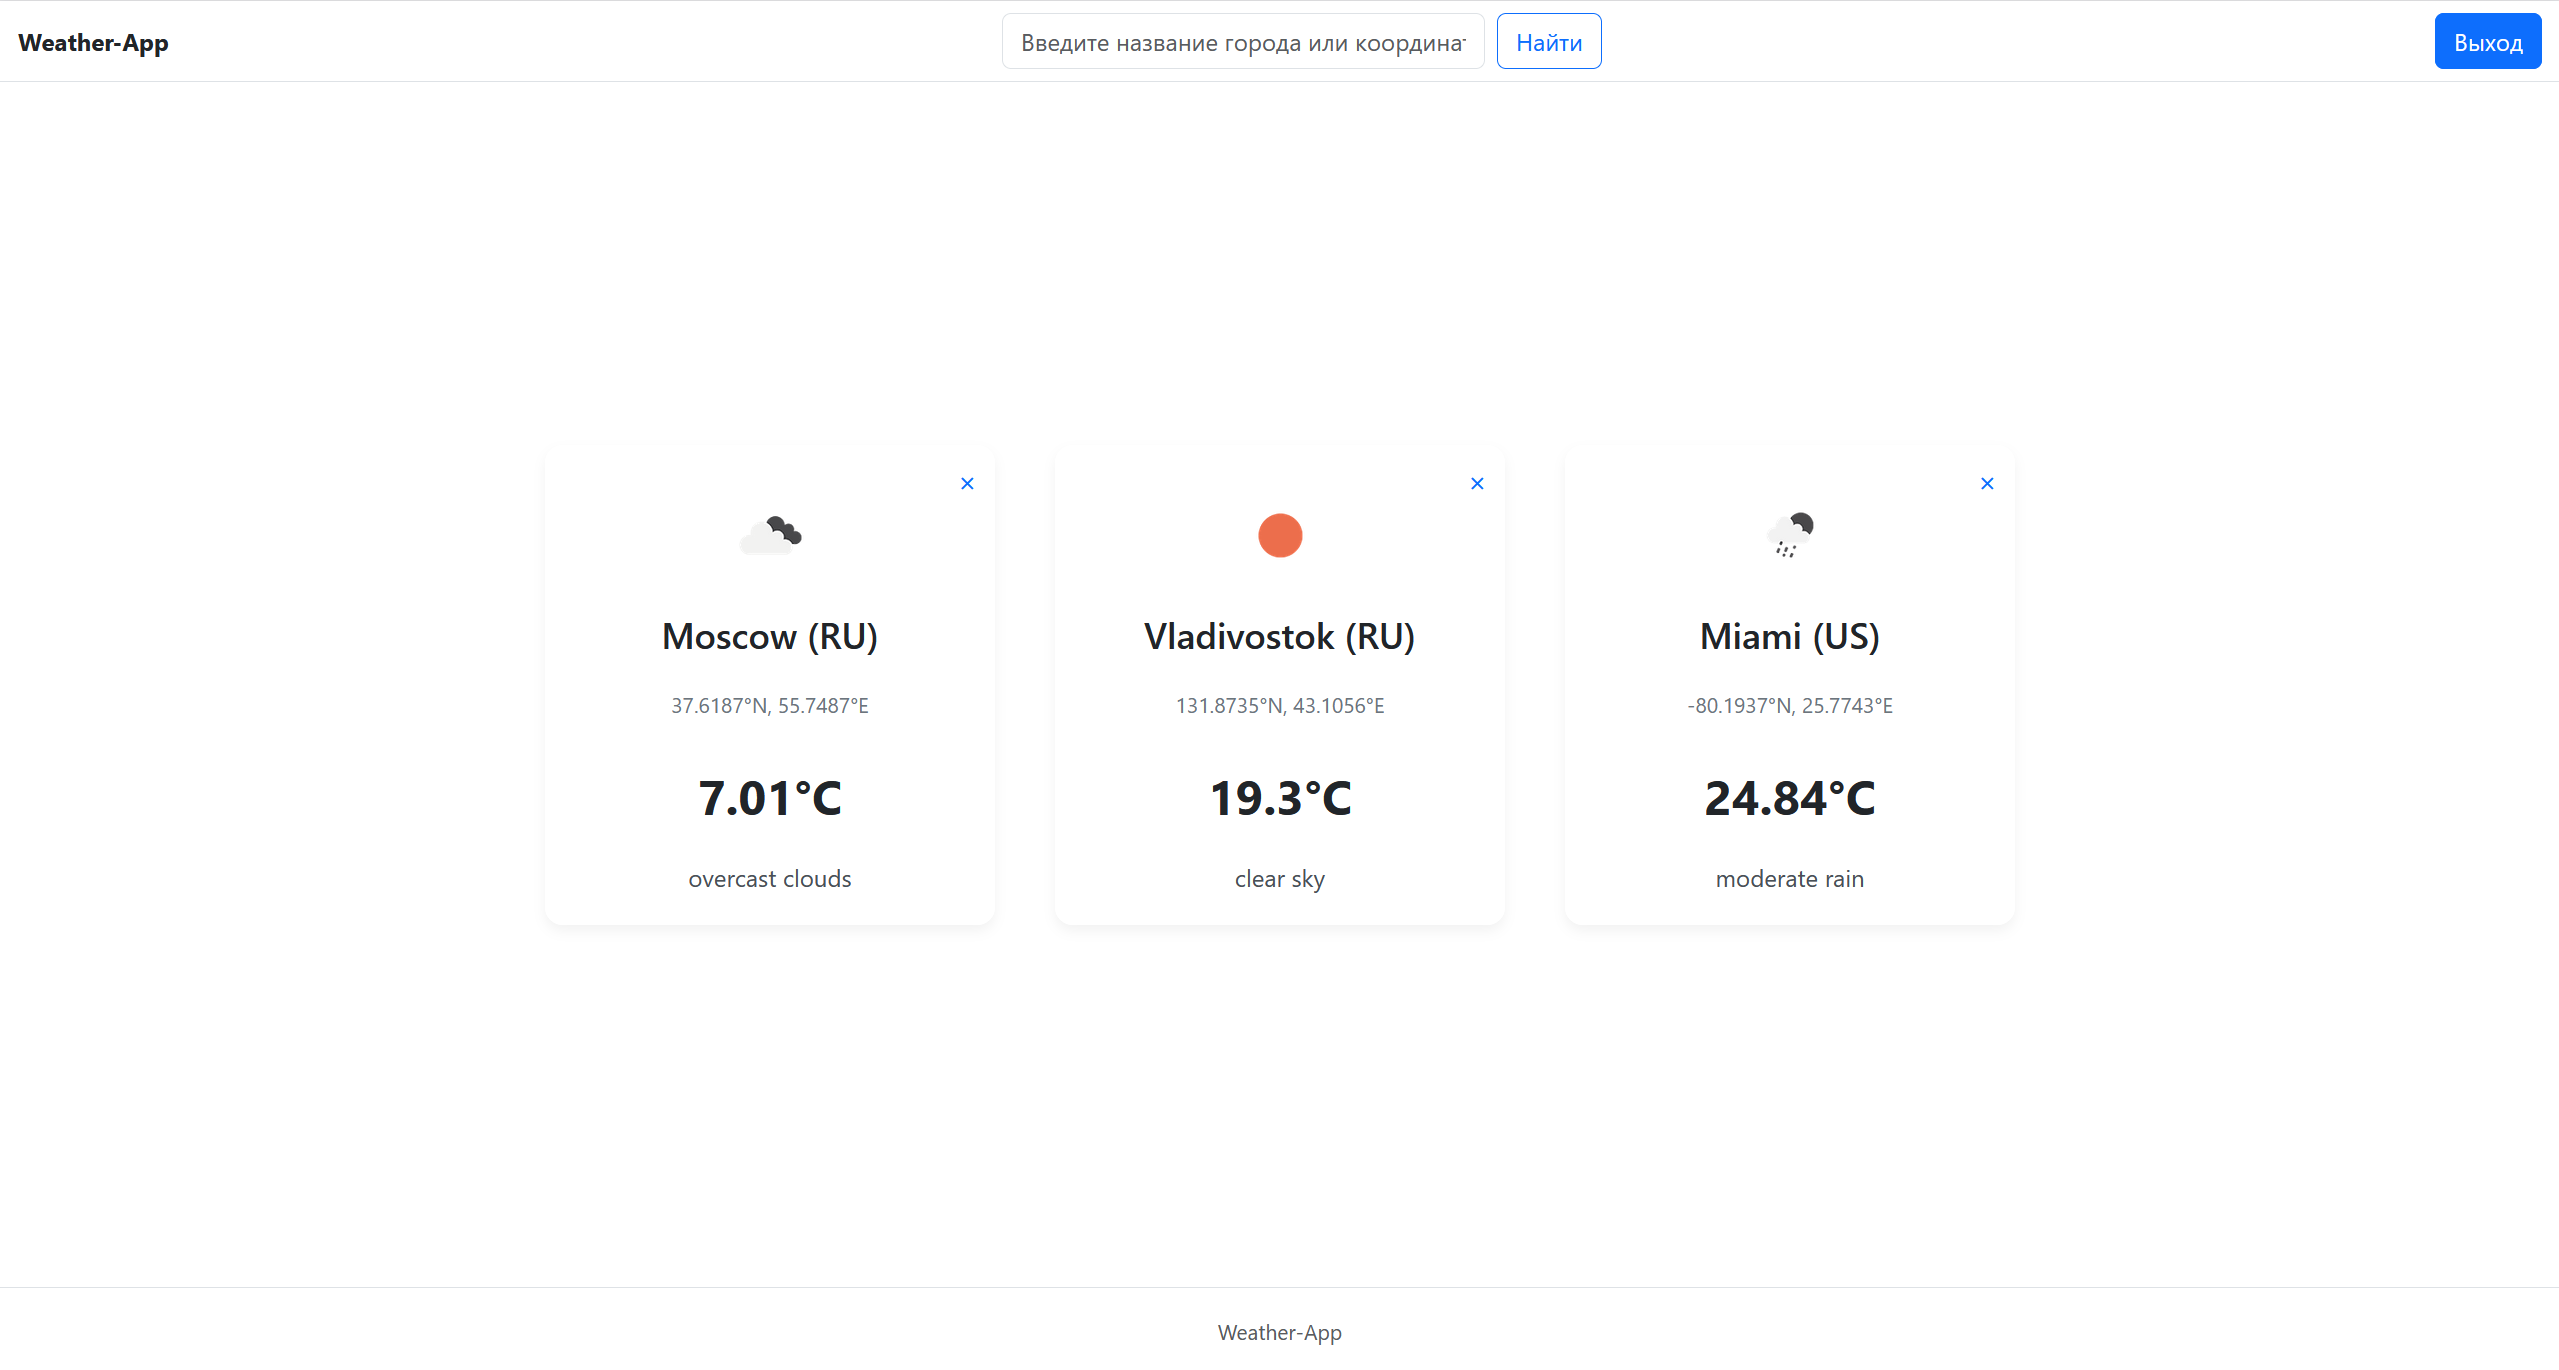 Weather-App
Введите название города или координат
Найти
Выход
×
×
×
Moscow (RU)
37.6187°N, 55.7487°E
7.01°C
overcast clouds
Vladivostok (RU)
131.8735°N, 43.1056°E
19.3°C
clear sky
Miami (US)
-80.1937°N, 25.7743°E
24.84°C
moderate rain
Weather-App